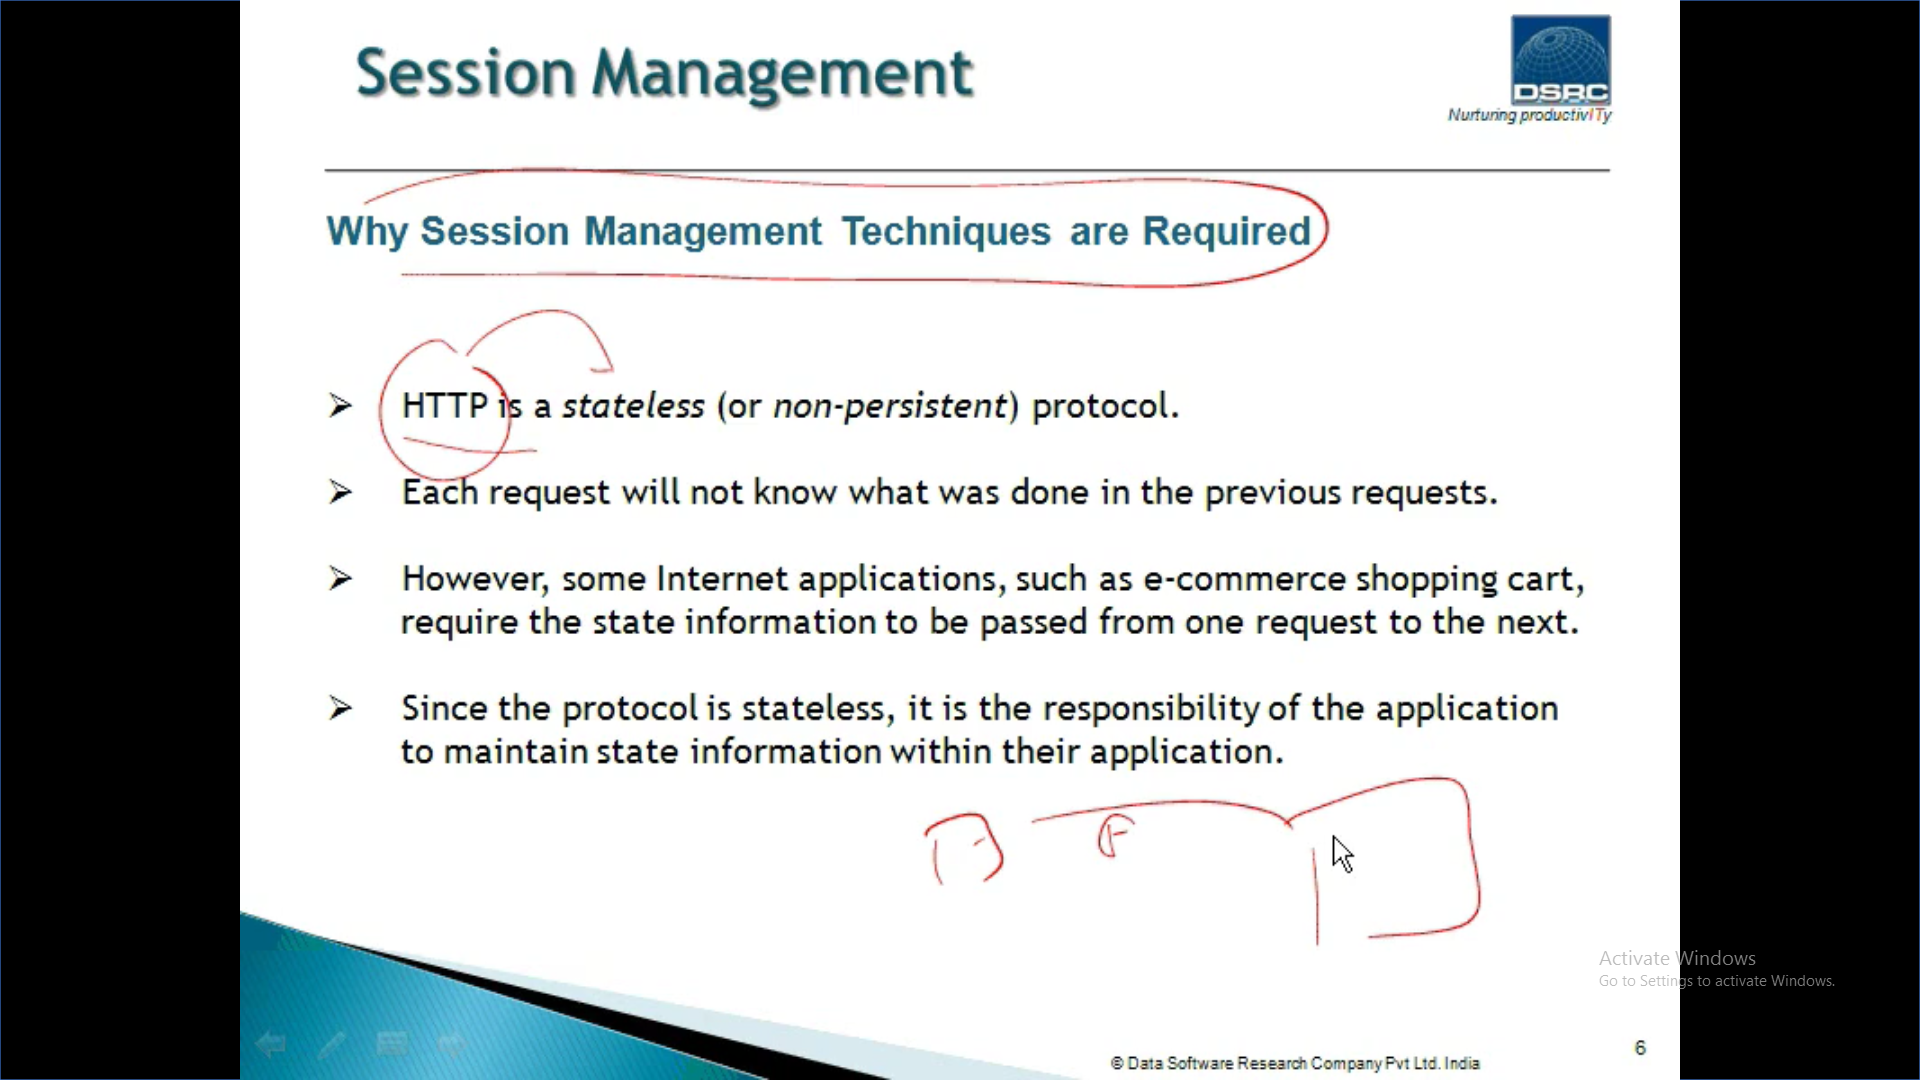 Session Management
DSRC
Nurturing productivITy
Why Session Management Techniques are Required
HTTP is a stateless (or non-persistent) protocol.
Each request will not know what was done in the previous requests.
However, some Internet applications, such as e-commerce shopping cart,
require the state information to be passed from one request to the next.
Since the protocol is stateless, it is the responsibility of the application
to maintain state information within their application.
Activate Windows
Go to Settings to activate Windows.
6
© Data Software Research Company Pvt Ltd. India